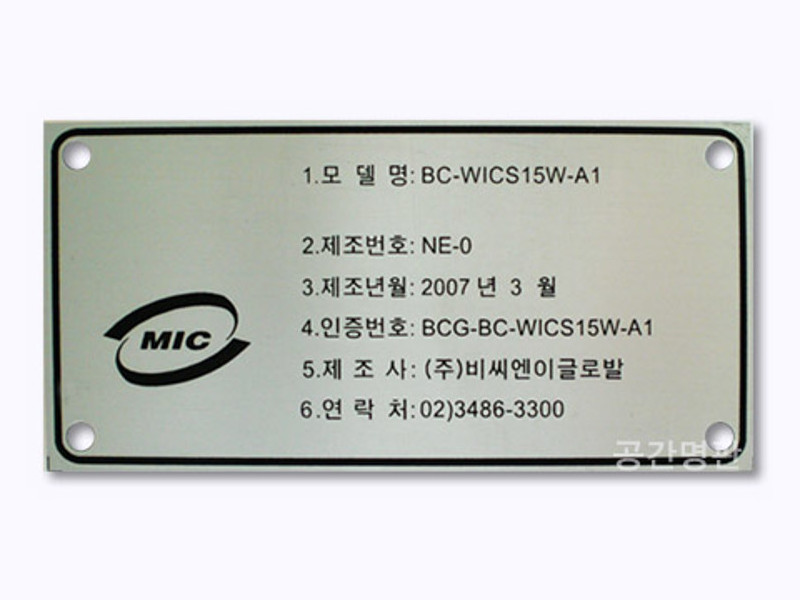 1.모 델 명: BC-WICS15W-A1
2.제조번호: NE-0
3.제조년월: 2007 년 3 월
MIC
4.인증번호: BCG-BC-WICS15W-A1
5.제 조 사: (주)비씨엔이글로발
6.연 락 처: 02)3486-3300
공간명판